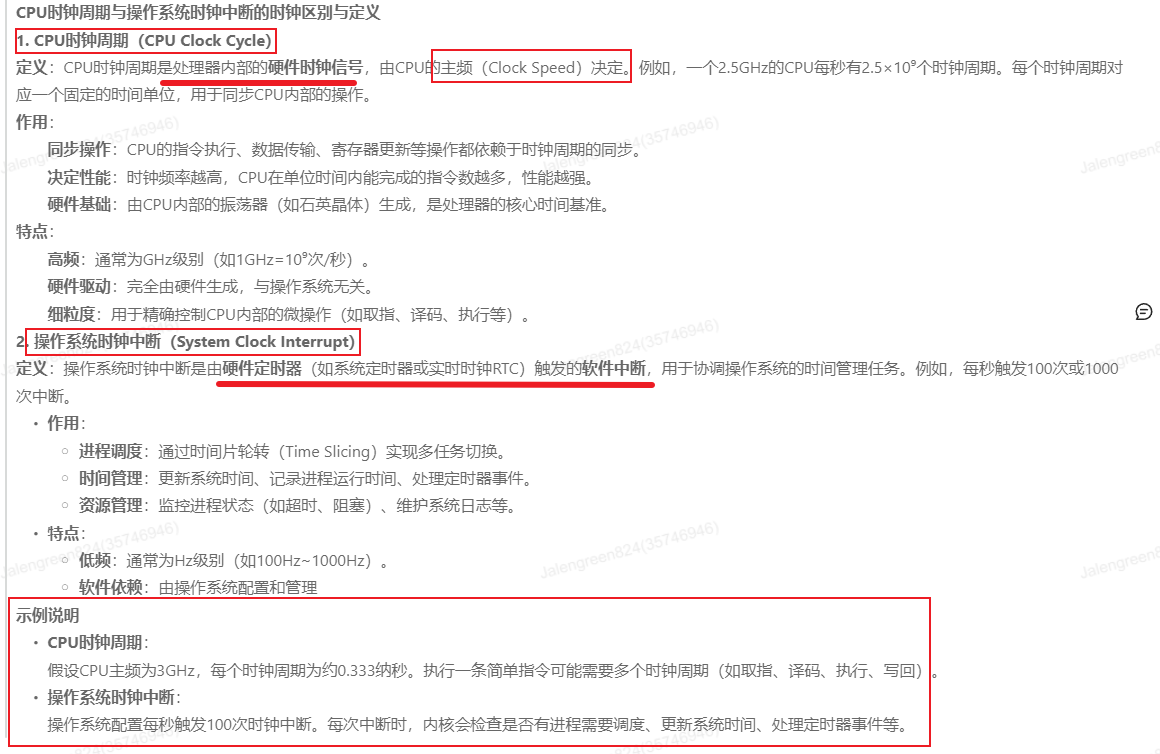 CPU时钟周期与操作系统时钟中断的时钟区别与定义
1. CPU时钟周期（CPU Clock Cycle）
定义：CPU时钟周期是处理器内部的硬件时钟信号，由CPU的主频（Clock Speed）决定。例如，一个2.5GHz的CPU每秒有2.5×10⁹个时钟周期。每个时钟周期对
应一个固定的时间单位，用于同步CPU内部的操作。
作用：
同步操作：CPU的指令执行、数据传输、寄存器更新等操作都依赖于时钟周期的同步。
决定性能：时钟频率越高，CPU在单位时间内能完成的指令数越多，性能越强。
硬件基础：由CPU内部的振荡器（如石英晶体）生成，是处理器的核心时间基准。
特点：
高频：通常为GHz级别（如1GHz=10⁹次/秒）。
硬件驱动：完全由硬件生成，与操作系统无关。
细粒度：用于精确控制CPU内部的微操作（如取指、译码、执行等）。
2. 操作系统时钟中断（System Clock Interrupt）
定义：操作系统时钟中断是由硬件定时器（如系统定时器或实时时钟RTC）触发的软件中断，用于协调操作系统的时间管理任务。例如，每秒触发100次或1000
次中断。
• 作用：
○ 进程调度：通过时间片轮转（Time Slicing）实现多任务切换。
○ 时间管理：更新系统时间、记录进程运行时间、处理定时器事件。
○ 资源管理：监控进程状态（如超时、阻塞）、维护系统日志等。
• 特点：
○ 低频：通常为Hz级别（如100Hz~1000Hz）。
○ 软件依赖：由操作系统配置和管理
示例说明
• CPU时钟周期：
假设CPU主频为3GHz，每个时钟周期为约0.333纳秒。执行一条简单指令可能需要多个时钟周期（如取指、译码、执行、写回）。
• 操作系统时钟中断：
操作系统配置每秒触发100次时钟中断。每次中断时，内核会检查是否有进程需要调度、更新系统时间、处理定时器事件等。
Jalengreen824(35746946)